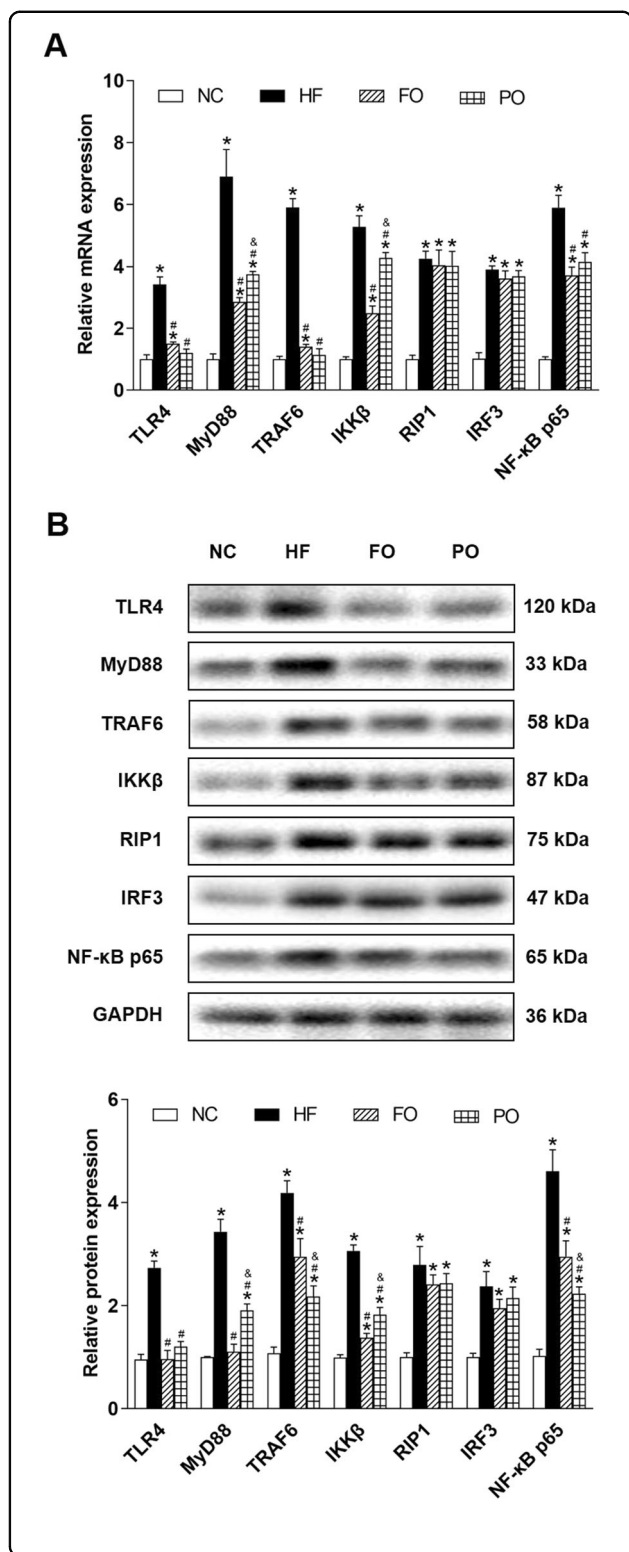 A
Relative mRNA expression
10
8
6
4
2
0
NC HF FO PO
*
* # * #
* * # * # &
* * # #
* * # * # &
* * *
* * *
* * # * #
TLR4 MyD88 TRAF6 IKKβ RIP1 IRF3 NF-κB p65
B
NC HF FO PO
TLR4 120 kDa
MyD88 33 kDa
TRAF6 58 kDa
IKKβ 87 kDa
RIP1 75 kDa
IRF3 47 kDa
NF-κB p65 65 kDa
GAPDH 36 kDa
Relative protein expression
6
4
2
0
NC HF FO PO
* # #
* # * # &
* * # * # &
* * # * # &
* * *
* * *
* * # * # &
TLR4 MyD88 TRAF6 IKKβ RIP1 IRF3 NF-κB p65